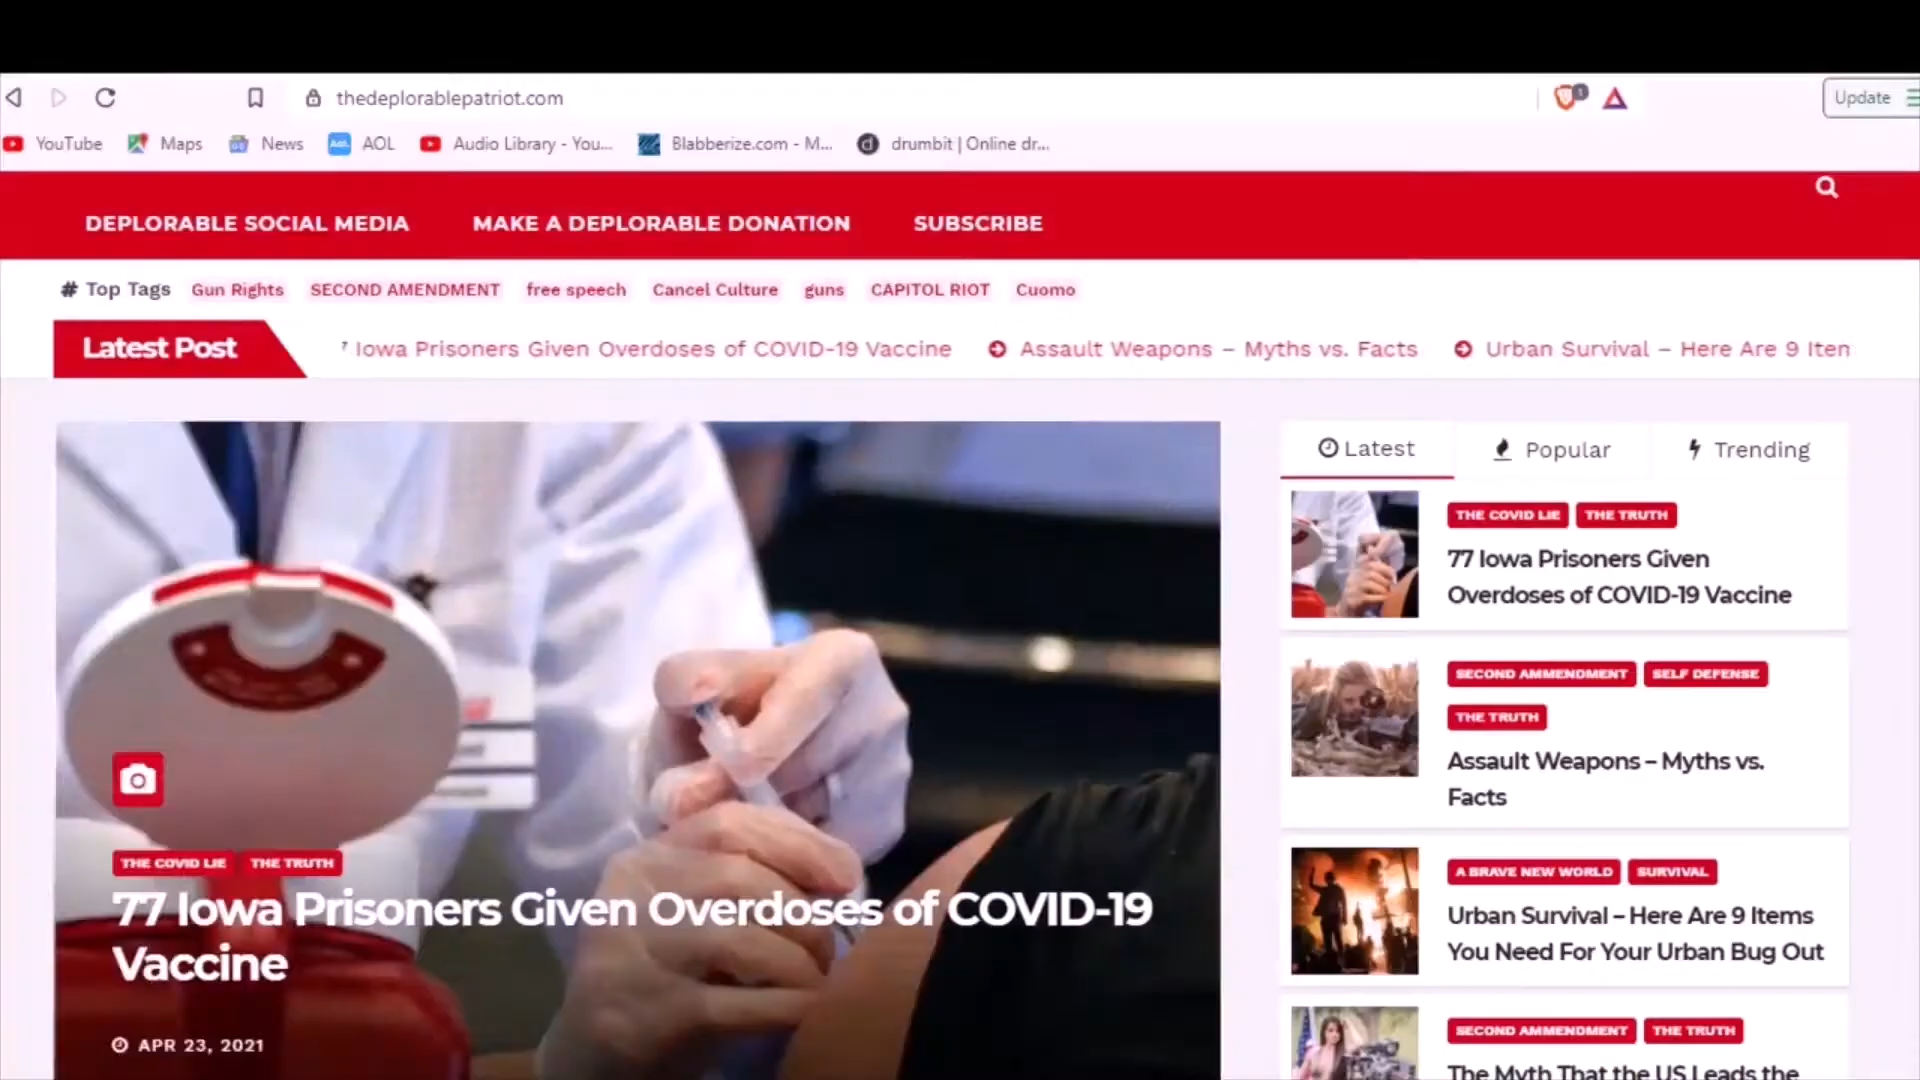 thedeplorablepatriot.com
Update
YouTube Maps News AOL Audio Library - You... Blabberize.com - M... drumbit | Online dr...
DEPLORABLE SOCIAL MEDIA MAKE A DEPLORABLE DONATION SUBSCRIBE
# Top Tags Gun Rights SECOND AMENDMENT free speech Cancel Culture guns CAPITOL RIOT Cuomo
Latest Post Iowa Prisoners Given Overdoses of COVID-19 Vaccine Assault Weapons – Myths vs. Facts Urban Survival – Here Are 9 Iten
Latest Popular Trending
THE COVID LIE THE TRUTH
77 Iowa Prisoners Given
Overdoses of COVID-19 Vaccine
SECOND AMMENDMENT SELF DEFENSE
THE TRUTH
Assault Weapons – Myths vs.
Facts
A BRAVE NEW WORLD SURVIVAL
Urban Survival – Here Are 9 Items
You Need For Your Urban Bug Out
SECOND AMMENDMENT THE TRUTH
The Myth That the US Leads the
THE COVID LIE THE TRUTH
77 Iowa Prisoners Given Overdoses of COVID-19
Vaccine
APR 23, 2021